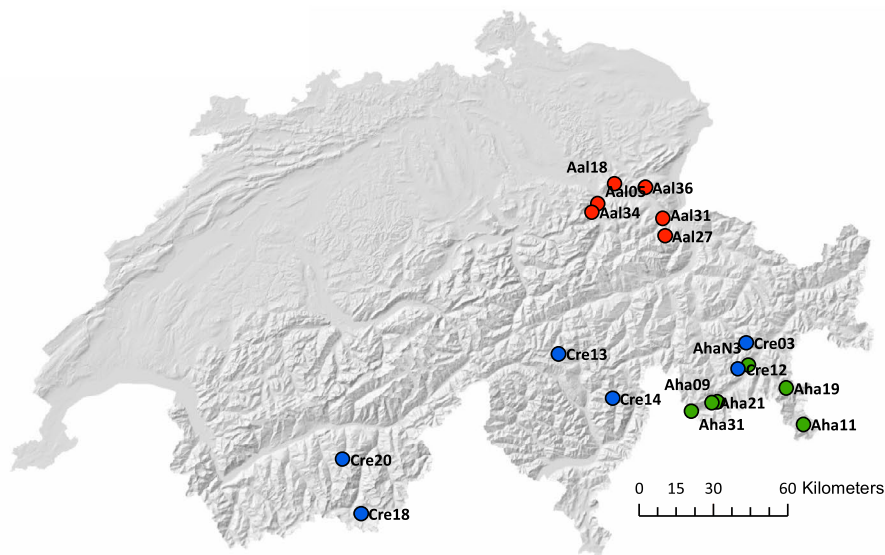 Aal18
Aal36
Aal05
Aal34
Aal31
Aal27
Cre03
AhaN3
Cre13
Cre12
Aha09
Aha19
Cre14
Aha21
Aha31
Aha11
Cre20
0 15 30 60 Kilometers
Cre18